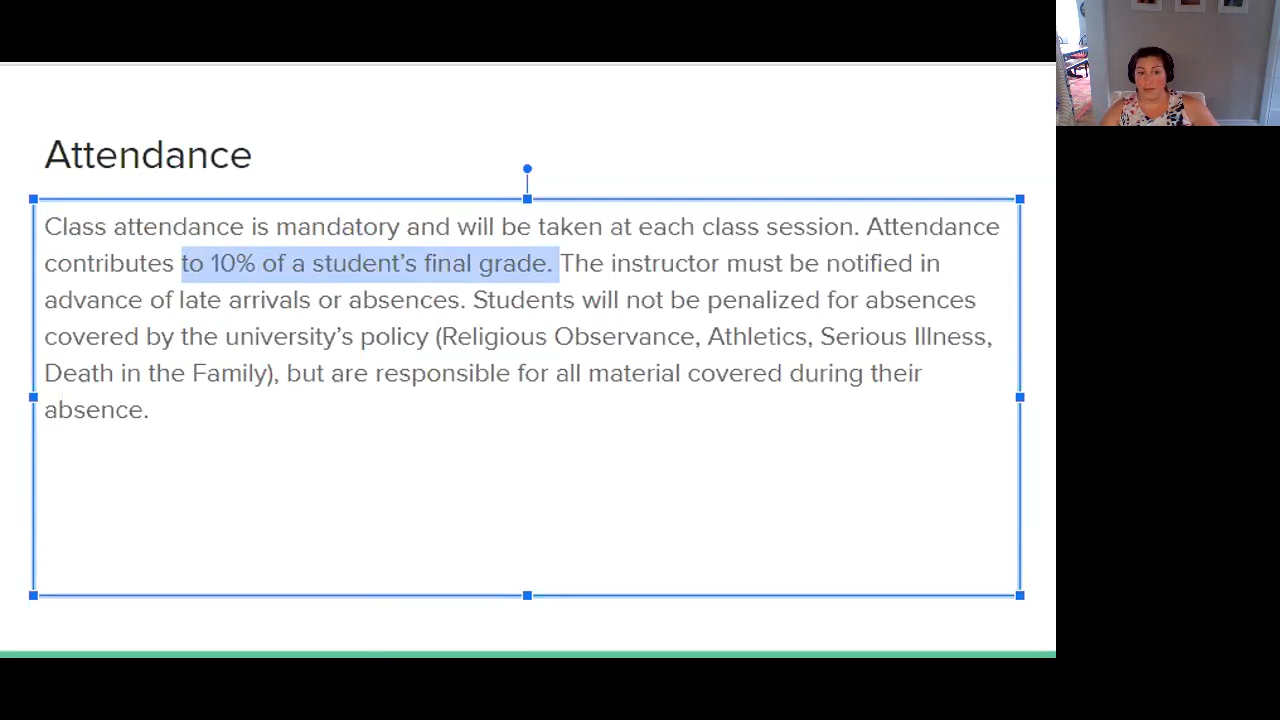 Attendance
Class attendance is mandatory and will be taken at each class session. Attendance
contributes to 10% of a student’s final grade. The instructor must be notified in
advance of late arrivals or absences. Students will not be penalized for absences
covered by the university’s policy (Religious Observance, Athletics, Serious Illness,
Death in the Family), but are responsible for all material covered during their
absence.